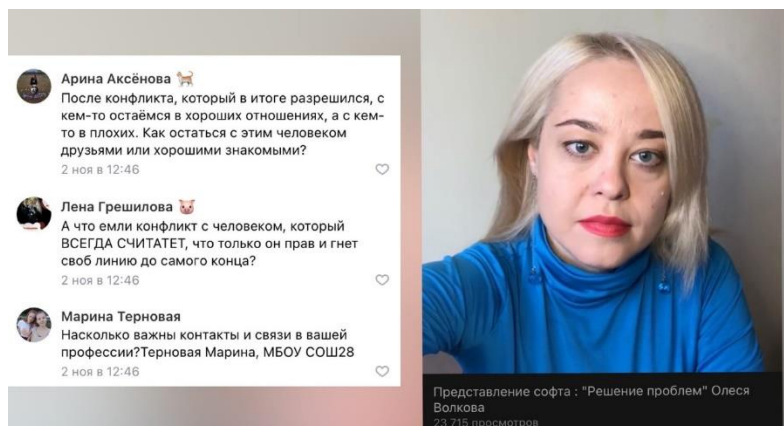 Арина Аксёнова
После конфликта, который в итоге разрешился, с
кем-то остаёмся в хороших отношениях, а с кем-
то в плохих. Как остаться с этим человеком
друзьями или хорошими знакомыми?
2 ноя в 12:46
Лена Грешилова
А что емли конфликт с человеком, который
ВСЕГДА СЧИТАТЕТ, что только он прав и гнет
своб линию до самого конца?
2 ноя в 12:46
Марина Терновая
Насколько важны контакты и связи в вашей
профессии?Терновая Марина, МБОУ СОШ28
2 ноя в 12:46
Представление софта : "Решение проблем" Олеся
Волкова
23 715 просмотров